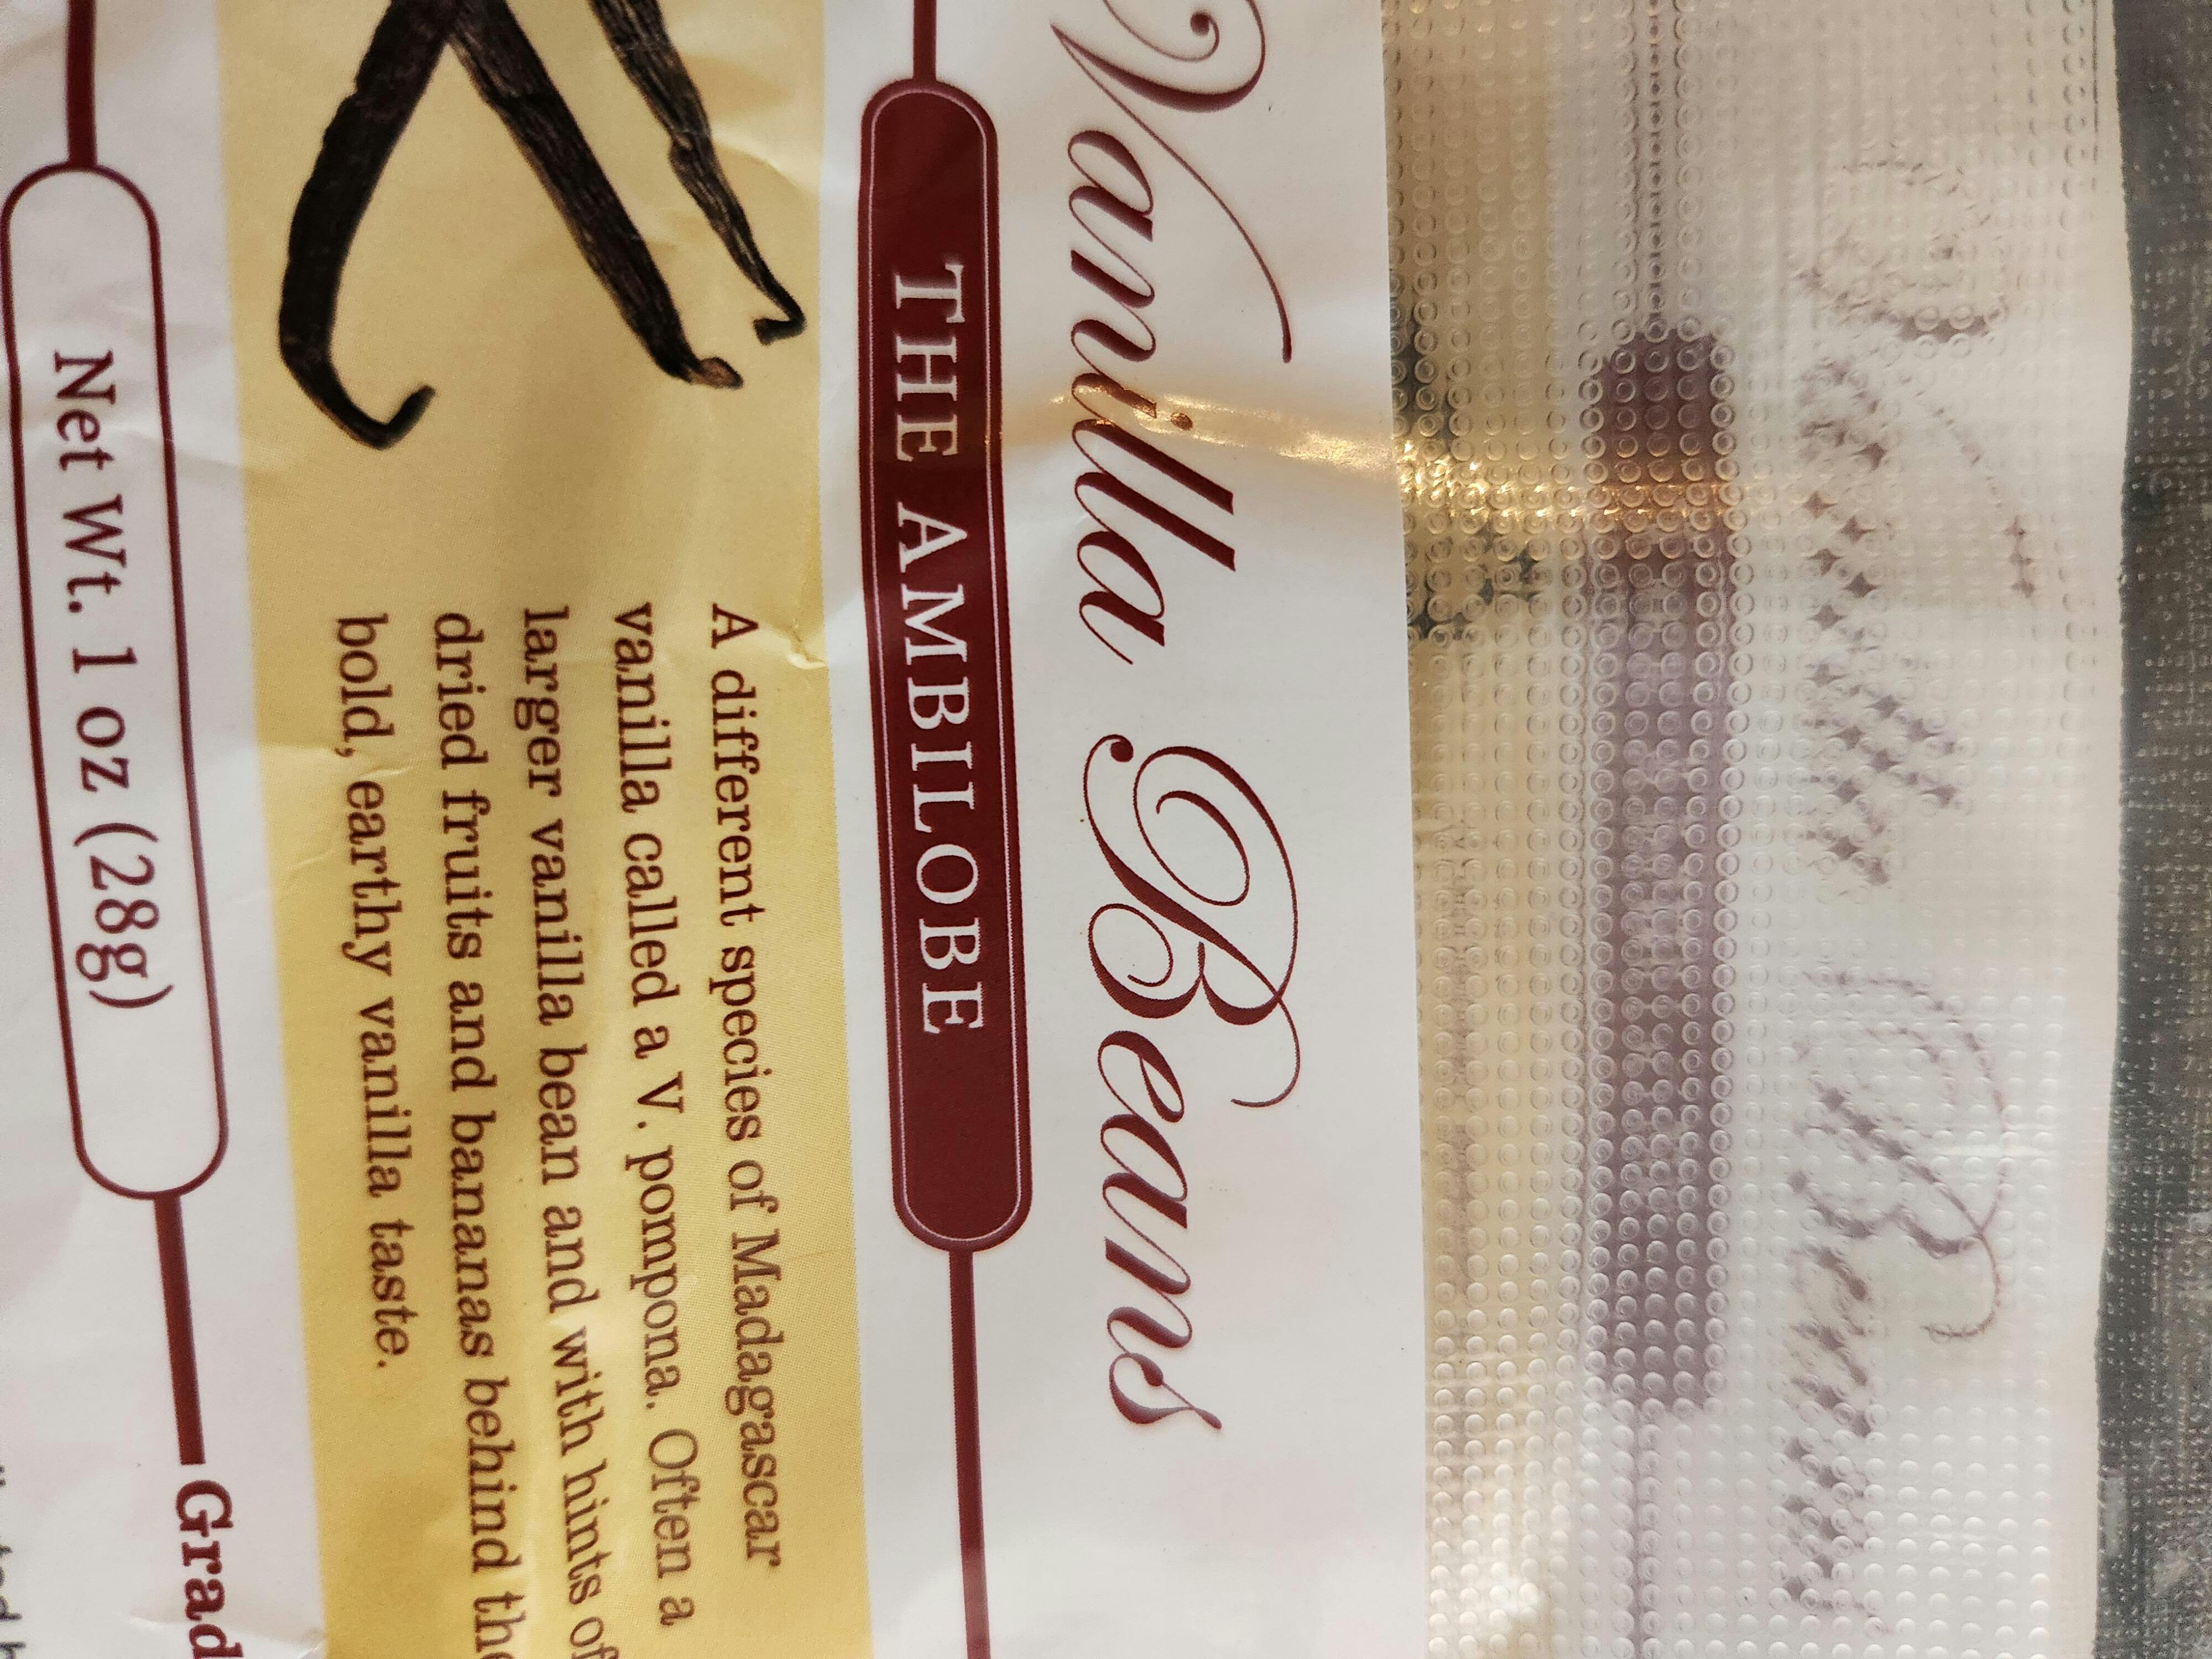 Vanilla Beans
THE AMBILOBE
A different species of Madagascar
vanilla called a V. pompona. Often a
larger vanilla bean and with hints of
dried fruits and bananas behind the
bold, earthy vanilla taste.
Net Wt. 1 oz (28g)
Grad